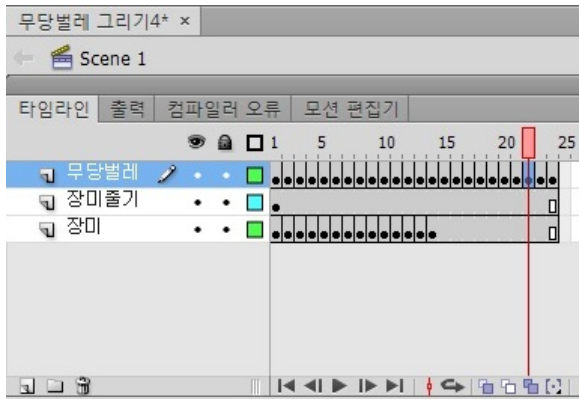 무당벌레 그리기4* ×
Scene 1
타임라인 출력 컴파일러 오류 모션 편집기
1 5 10 15 20 25
무당벌레
장미줄기
장미